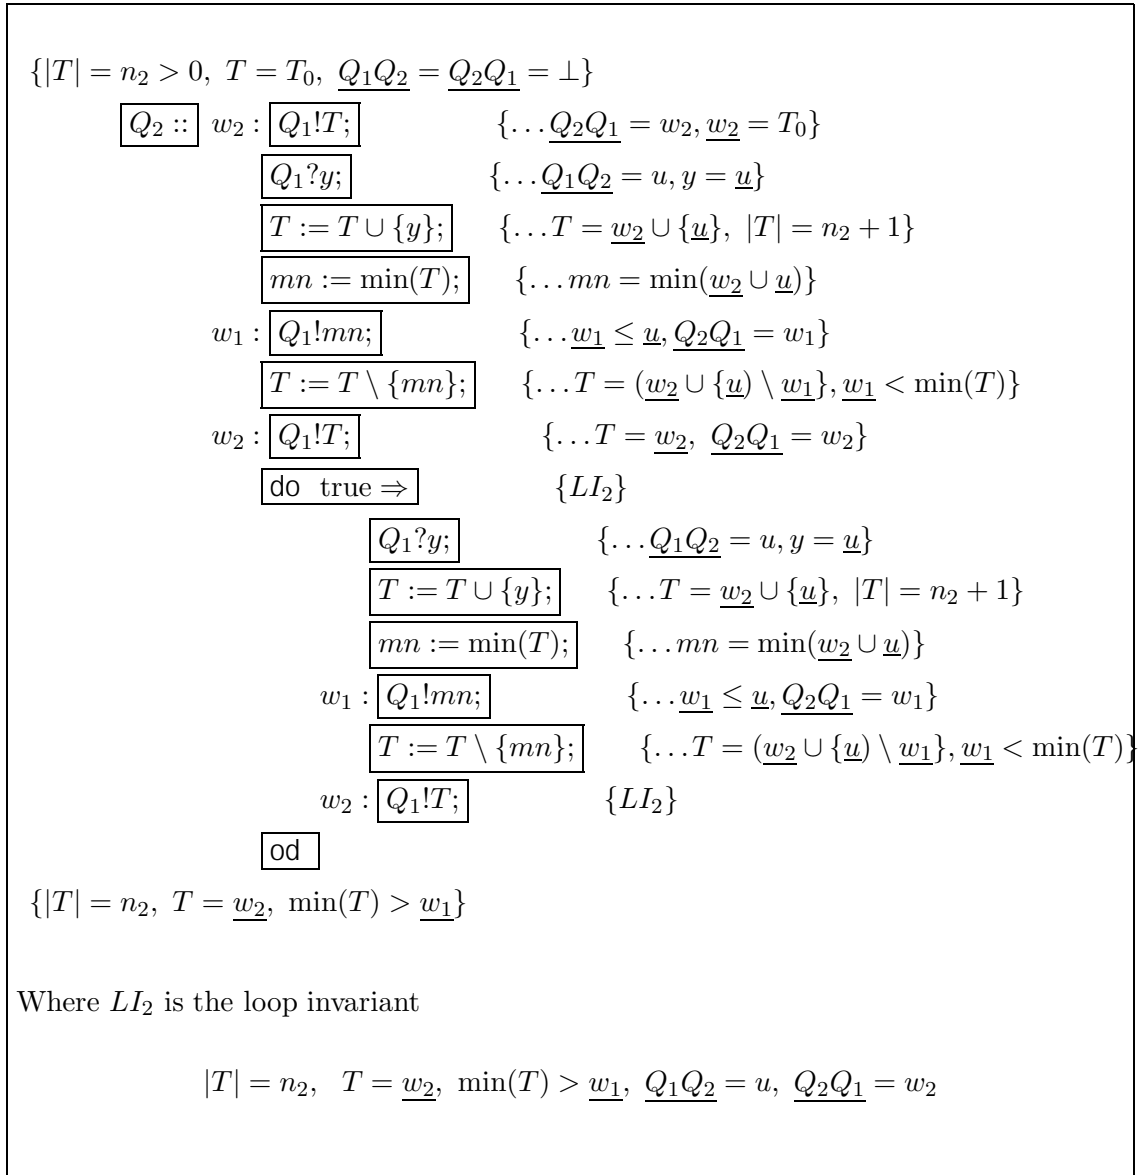 {|T| = n₂ > 0, T = T₀, Q₁Q₂ = Q₂Q₁ = ⊥}
Q₂ :: w₂ : Q₁!T; {…Q₂Q₁ = w₂, w₂ = T₀}
Q₁?y; {…Q₁Q₂ = u, y = u}
T := T ∪ {y}; {…T = w₂ ∪ {u}, |T| = n₂ + 1}
mn := min(T); {…mn = min(w₂ ∪ u)}
w₁ : Q₁!mn; {…w₁ ≤ u, Q₂Q₁ = w₁}
T := T \ {mn}; {…T = (w₂ ∪ {u) \ w₁}, w₁ < min(T)}
w₂ : Q₁!T; {…T = w₂, Q₂Q₁ = w₂}
do true ⇒ {LI₂}
Q₁?y; {…Q₁Q₂ = u, y = u}
T := T ∪ {y}; {…T = w₂ ∪ {u}, |T| = n₂ + 1}
mn := min(T); {…mn = min(w₂ ∪ u)}
w₁ : Q₁!mn; {…w₁ ≤ u, Q₂Q₁ = w₁}
T := T \ {mn}; {…T = (w₂ ∪ {u) \ w₁}, w₁ < min(T)}
w₂ : Q₁!T; {LI₂}
od
{|T| = n₂, T = w₂, min(T) > w₁}
Where LI₂ is the loop invariant
|T| = n₂, T = w₂, min(T) > w₁, Q₁Q₂ = u, Q₂Q₁ = w₂